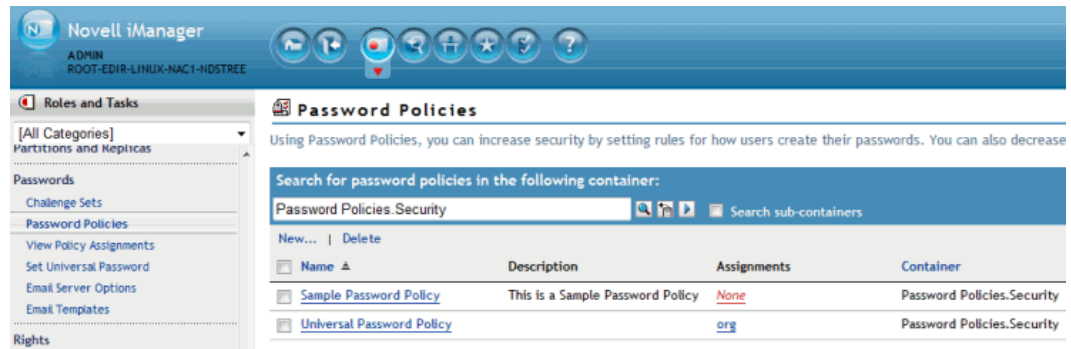 Novell iManager
ADMIN
ROOT-EDIR-LINUX-NAC1-NDSTREE
Roles and Tasks
[All Categories]
Partitions and Replicas
Passwords
Challenge Sets
Password Policies
View Policy Assignments
Set Universal Password
Email Server Options
Email Templates
Rights
Password Policies
Using Password Policies, you can increase security by setting rules for how users create their passwords. You can also decrease
Search for password policies in the following container:
Password Policies.Security Search sub-containers
New... | Delete
Name Description Assignments Container
Sample Password Policy This is a Sample Password Policy None Password Policies.Security
Universal Password Policy org Password Policies.Security